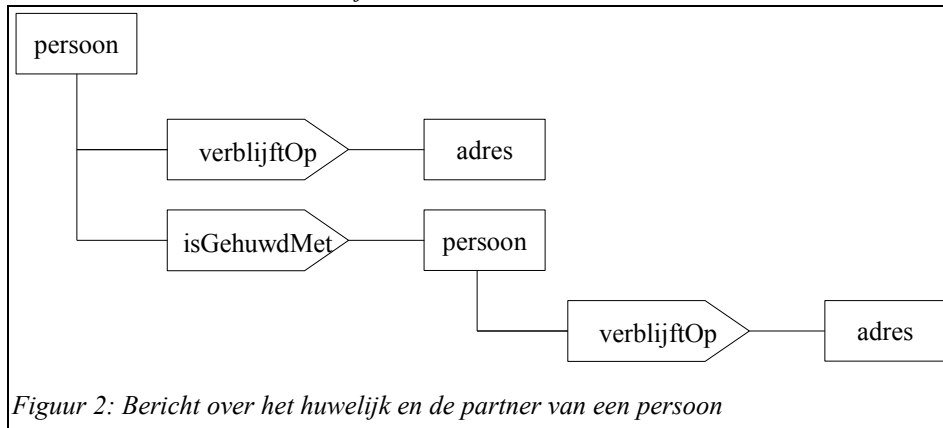 persoon
verblijftOp
adres
isGehuwdMet
persoon
verblijftOp
adres
Figuur 2: Bericht over het huwelijk en de partner van een persoon